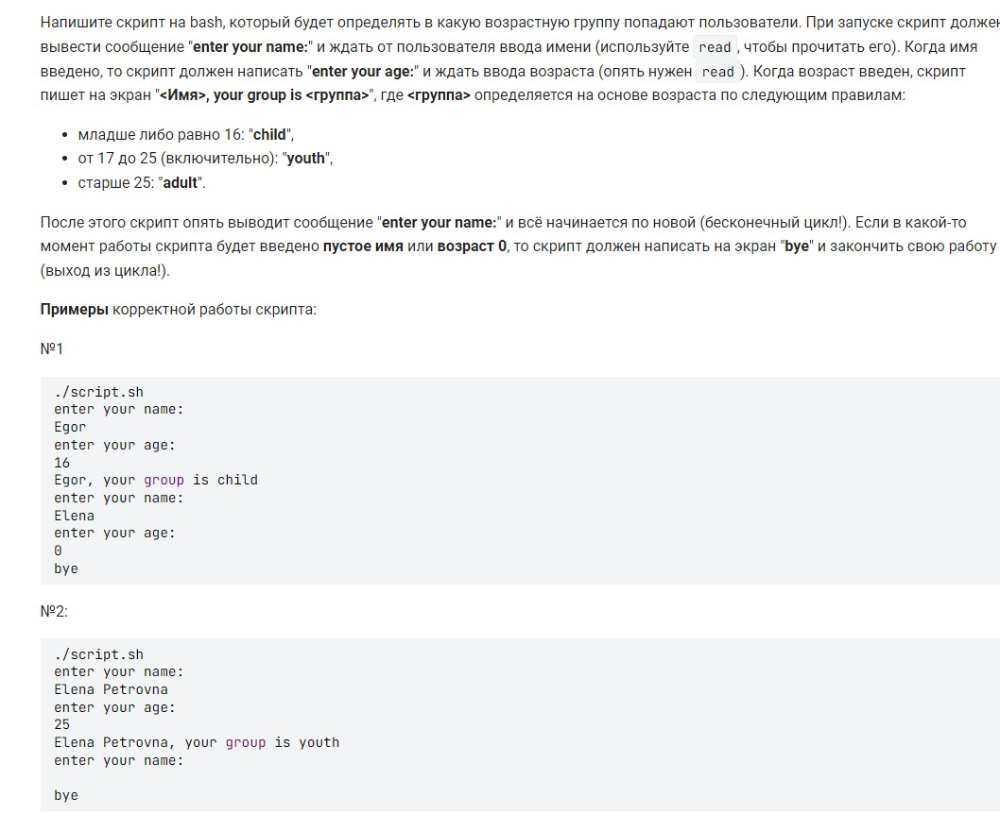 Напишите скрипт на bash, который будет определять в какую возрастную группу попадают пользователи. При запуске скрипт
вывести сообщение "enter your name:" и ждать от пользователя ввода имени (используйте read, чтобы прочитать его). Когда имя
введено, то скрипт должен написать "enter your age:" и ждать ввода возраста (опять нужен read). Когда возраст введен, скрипт
пишет на экран "<Имя>, your group is <группа>", где <группа> определяется на основе возраста по следующим правилам:
• младше либо равно 16: "child",
• от 17 до 25 (включительно): "youth",
• старше 25: "adult".
После этого скрипт опять выводит сообщение "enter your name:" и всё начинается по новой (бесконечный цикл!). Если в какой-то
момент работы скрипта будет введено пустое имя или возраст 0, то скрипт должен написать на экран "bye" и закончить свою работу
(выход из цикла!).
Примеры корректной работы скрипта:
№1
./script.sh
enter your name:
Egor
enter your age:
16
Egor, your group is child
enter your name:
Elena
enter your age:
0
bye
№2:
./script.sh
enter your name:
Elena Petrovna
enter your age:
25
Elena Petrovna, your group is youth
enter your name:
bye